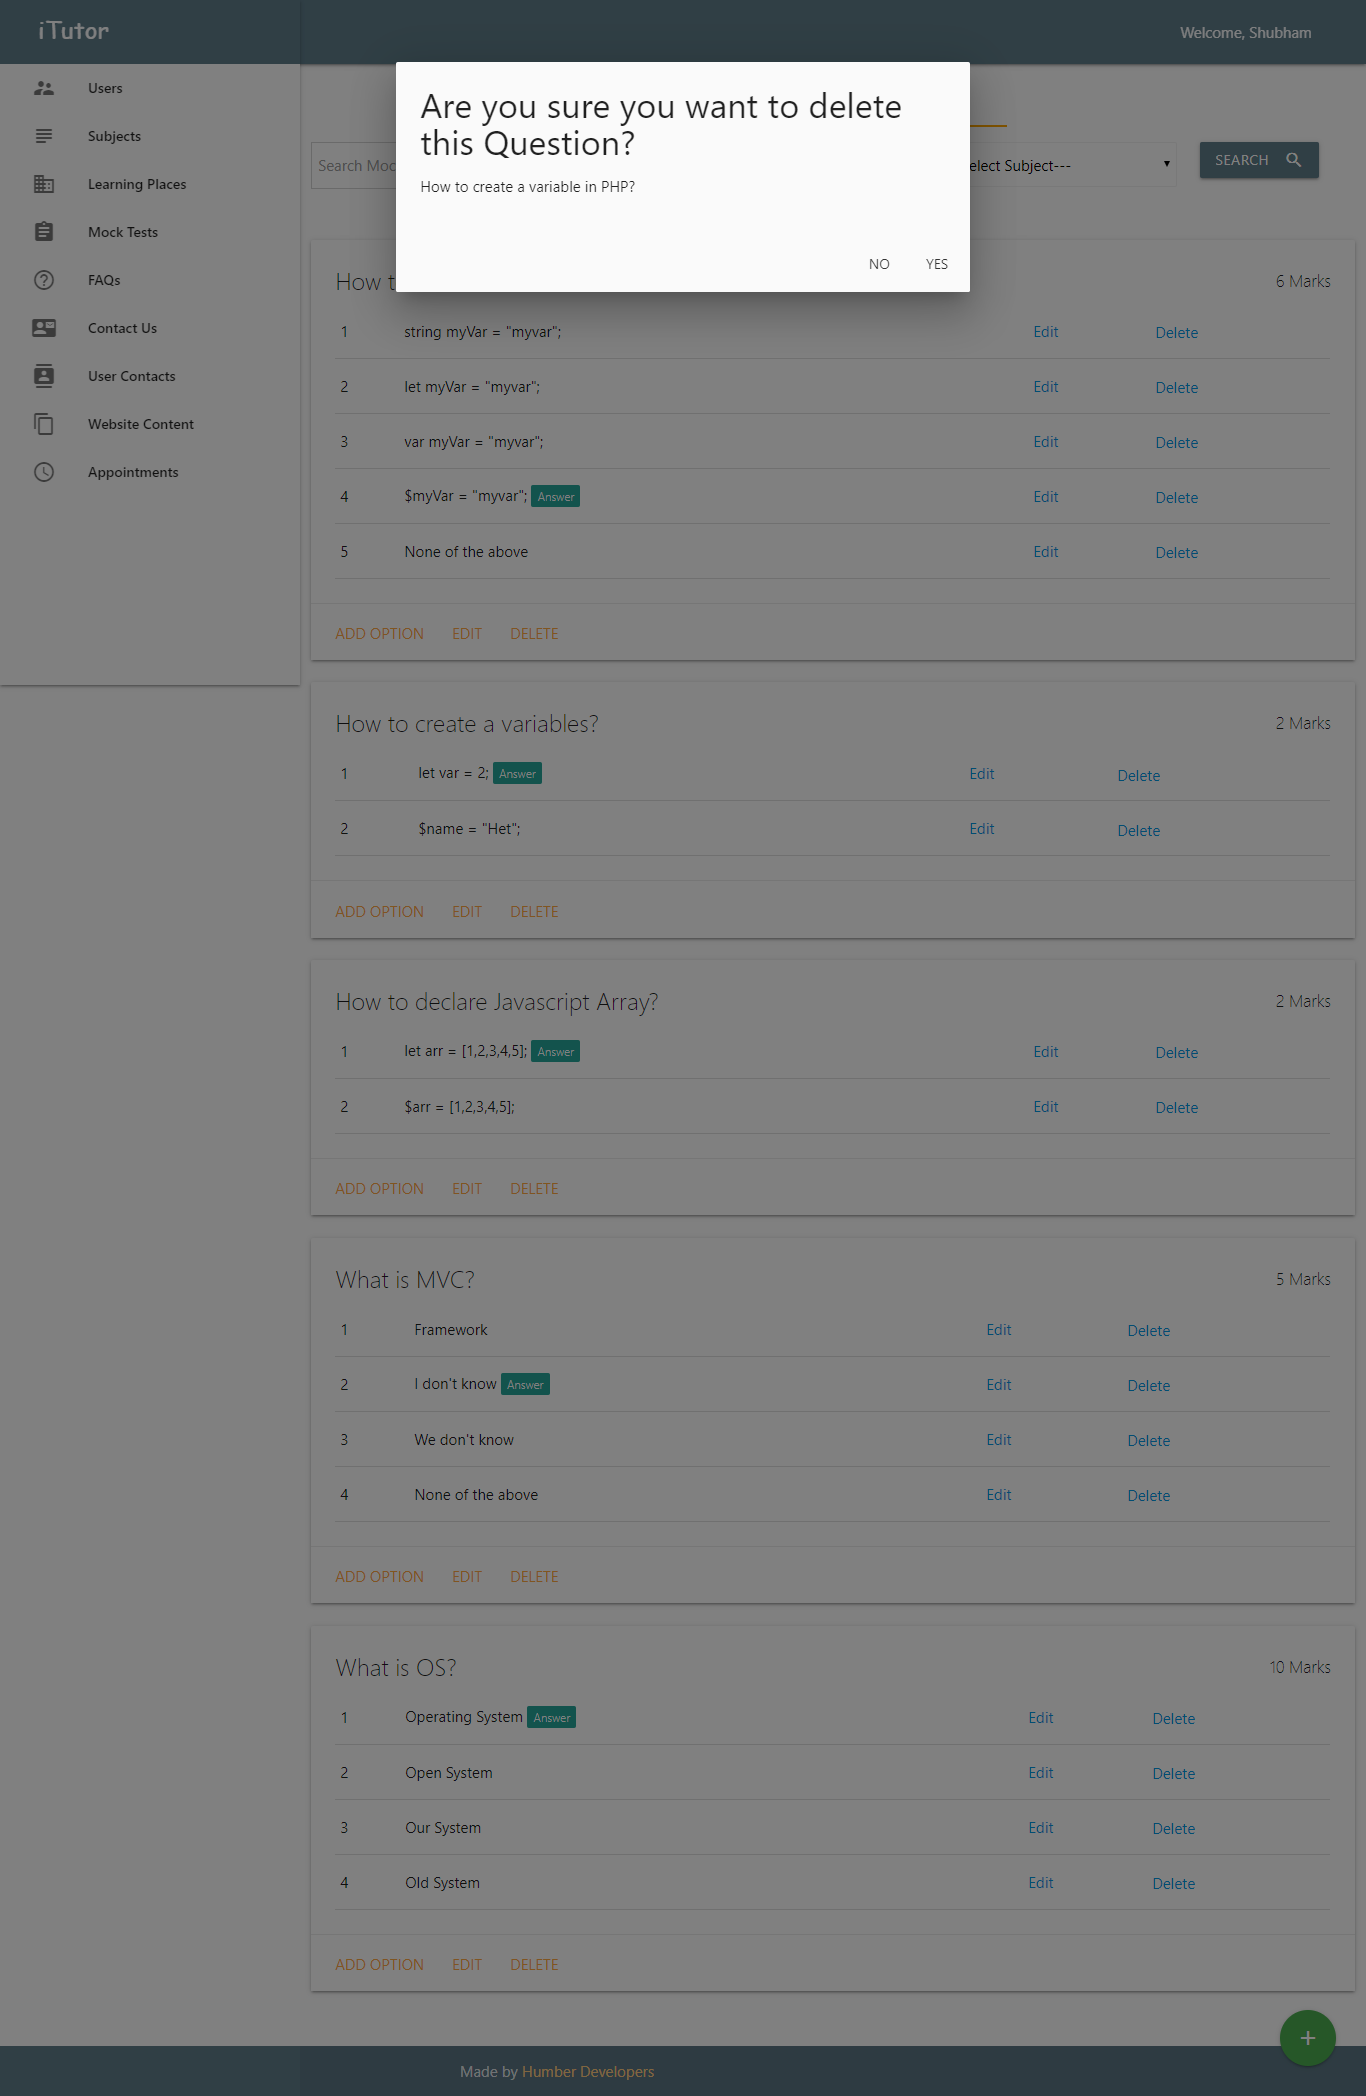 iTutor
Welcome, Shubham
Users
Subjects
Learning Places
Mock Tests
FAQs
Contact Us
User Contacts
Website Content
Appointments
Are you sure you want to delete
this Question?
How to create a variable in PHP?
NO YES
Search Moc
elect Subject---
SEARCH
How t
6 Marks
1 string myVar = "myvar"; Edit Delete
2 let myVar = "myvar"; Edit Delete
3 var myVar = "myvar"; Edit Delete
4 $myVar = "myvar"; Answer Edit Delete
5 None of the above Edit Delete
ADD OPTION EDIT DELETE
How to create a variables? 2 Marks
1 let var = 2; Answer Edit Delete
2 $name = "Het"; Edit Delete
ADD OPTION EDIT DELETE
How to declare Javascript Array? 2 Marks
1 let arr = [1,2,3,4,5]; Answer Edit Delete
2 $arr = [1,2,3,4,5]; Edit Delete
ADD OPTION EDIT DELETE
What is MVC? 5 Marks
1 Framework Edit Delete
2 I don't know Answer Edit Delete
3 We don't know Edit Delete
4 None of the above Edit Delete
ADD OPTION EDIT DELETE
What is OS? 10 Marks
1 Operating System Answer Edit Delete
2 Open System Edit Delete
3 Our System Edit Delete
4 Old System Edit Delete
ADD OPTION EDIT DELETE
Made by Humber Developers